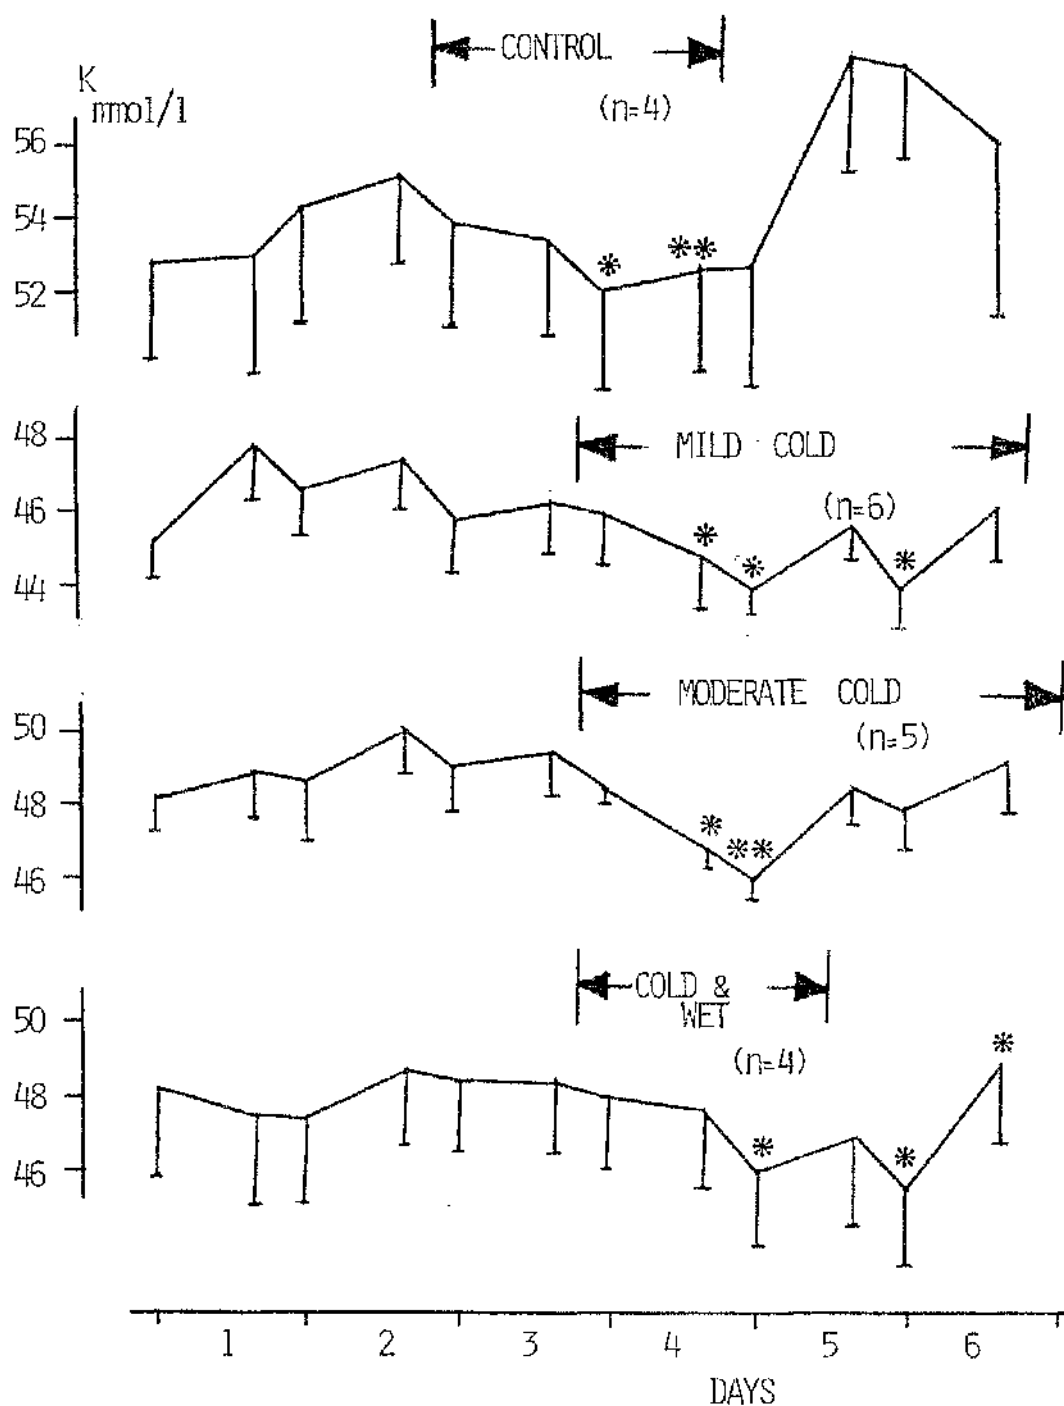 CONTROL
K
mmol/l
(n=4)
56
54
**
*
52
48
MILD COLD
46
(n=6)
*
*
*
44
MODERATE COLD
50
(n=5)
48
*
**
46
COLD &
WET
50
*
(n=4)
48
*
*
46
1 2 3 4 5 6
DAYS